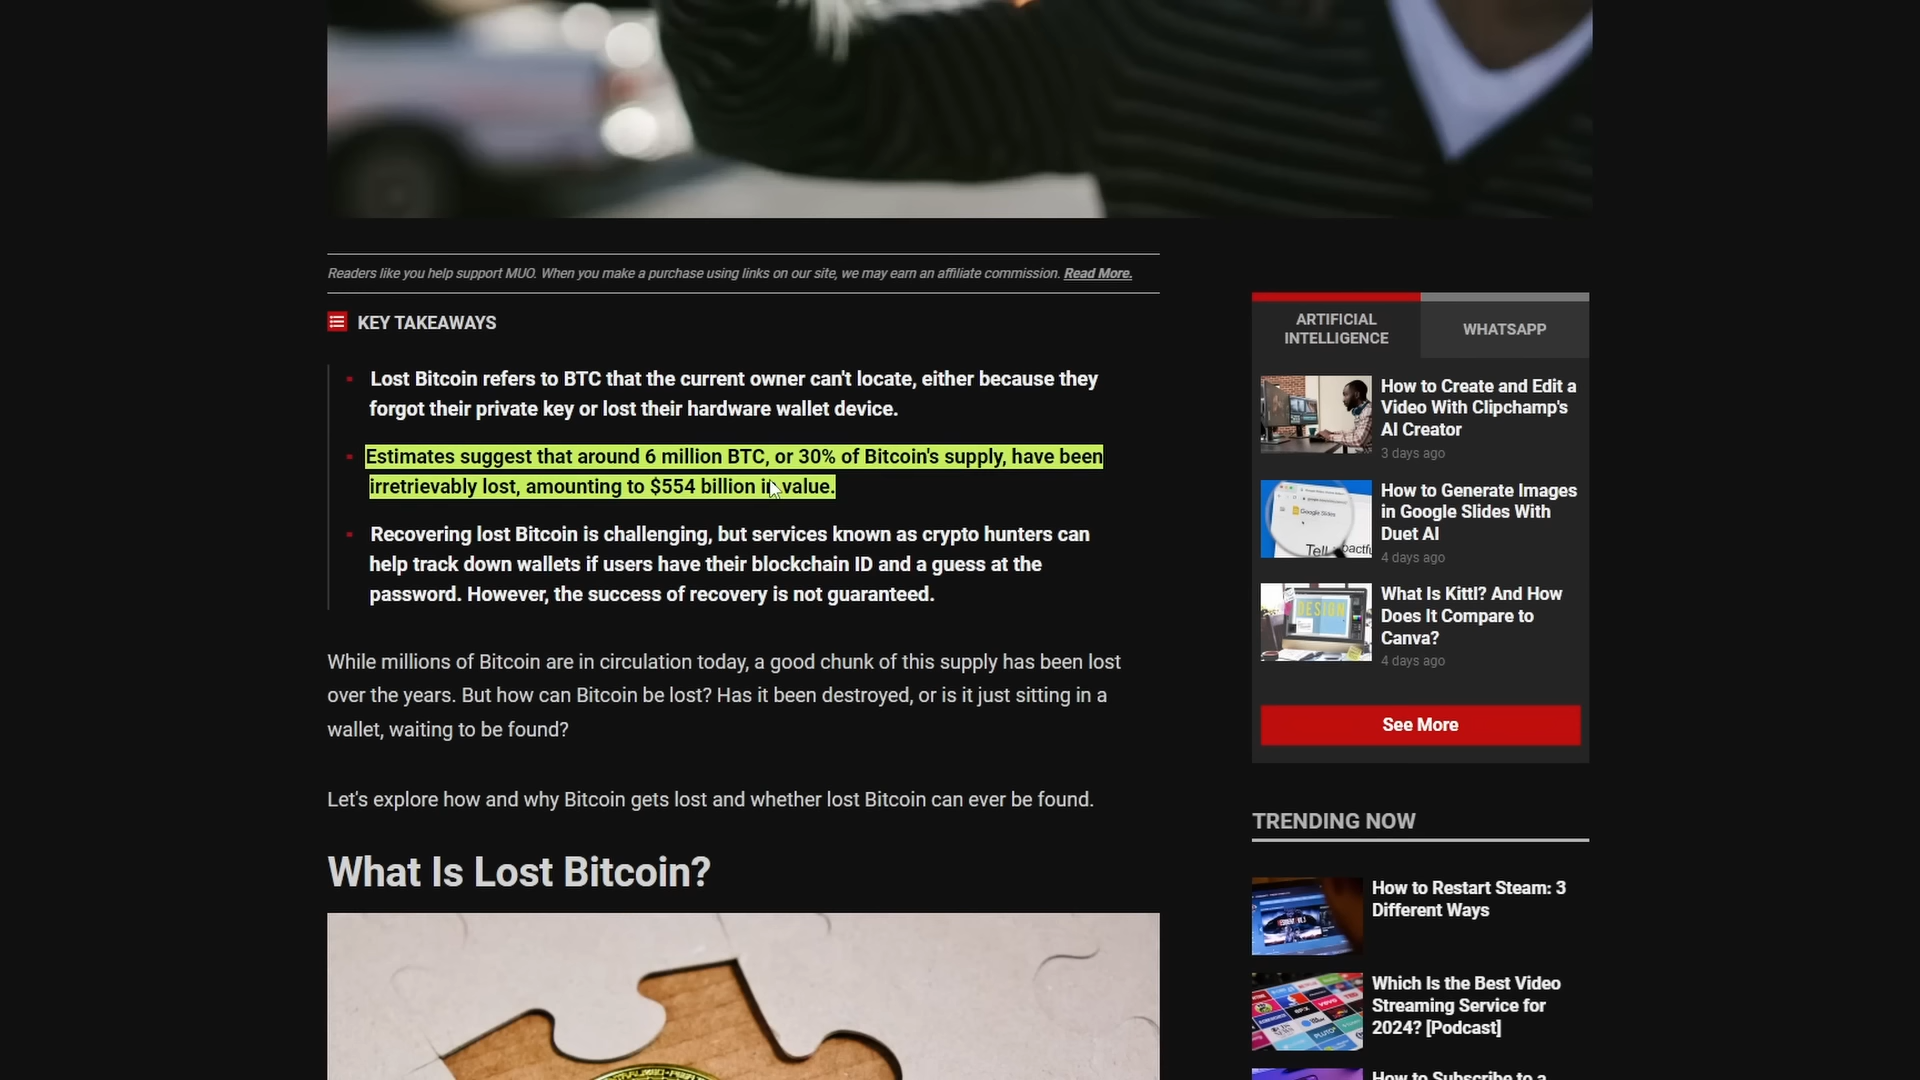 Readers like you help support MUO. When you make a purchase using links on our site, we may earn an affiliate commission. Read More.
KEY TAKEAWAYS
Lost Bitcoin refers to BTC that the current owner can't locate, either because they
forgot their private key or lost their hardware wallet device.
Estimates suggest that around 6 million BTC, or 30% of Bitcoin's supply, have been
irretrievably lost, amounting to $554 billion in value.
Recovering lost Bitcoin is challenging, but services known as crypto hunters can
help track down wallets if users have their blockchain ID and a guess at the
password. However, the success of recovery is not guaranteed.
While millions of Bitcoin are in circulation today, a good chunk of this supply has been lost
over the years. But how can Bitcoin be lost? Has it been destroyed, or is it just sitting in a
wallet, waiting to be found?
Let's explore how and why Bitcoin gets lost and whether lost Bitcoin can ever be found.
What Is Lost Bitcoin?
ARTIFICIAL
INTELLIGENCE
WHATSAPP
How to Create and Edit a
Video With Clipchamp's
AI Creator
3 days ago
Google Slides
Tell
How to Generate Images
in Google Slides With
Duet AI
4 days ago
DESIGN
What Is Kittl? And How
Does It Compare to
Canva?
4 days ago
See More
TRENDING NOW
How to Restart Steam: 3
Different Ways
Which Is the Best Video
Streaming Service for
2024? [Podcast]
How to Subscribe to a